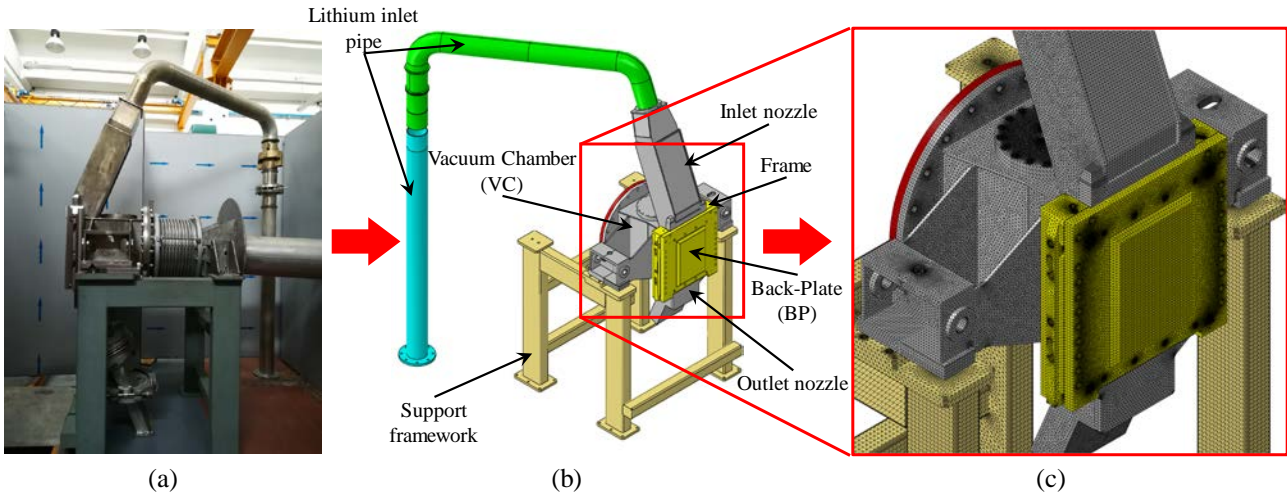 Lithium inlet
pipe
Inlet nozzle
Vacuum Chamber
(VC)
Frame
Back-Plate
(BP)
Outlet nozzle
Support
framework
(a)
(b)
(c)